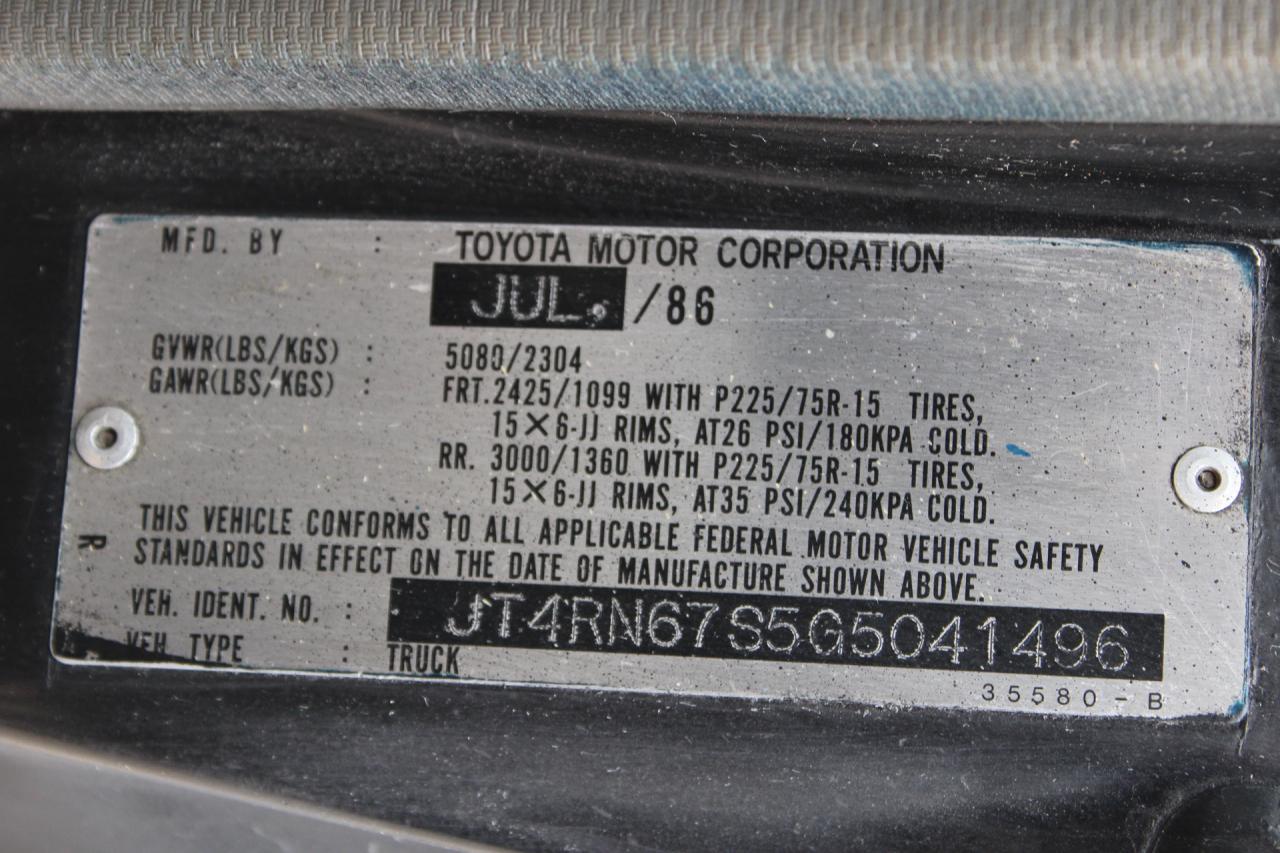 MFD. BY : TOYOTA MOTOR CORPORATION
JUL. /86
GVWR(LBS/KGS) : 5080/2304
GAWR(LBS/KGS) : FRT.2425/1099 WITH P225/75R-15 TIRES,
15×6-JJ RIMS, AT26 PSI/180KPA COLD.
RR. 3000/1360 WITH P225/75R-15 TIRES,
15×6-JJ RIMS, AT35 PSI/240KPA COLD.
THIS VEHICLE CONFORMS TO ALL APPLICABLE FEDERAL MOTOR VEHICLE SAFETY
STANDARDS IN EFFECT ON THE DATE OF MANUFACTURE SHOWN ABOVE.
R
VEH. IDENT. NO. : JT4RN67S5G5041496
VEH TYPE : TRUCK
35580-B